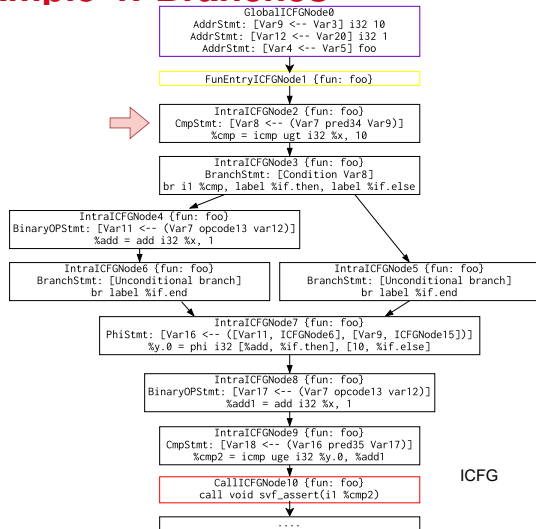 GlobalICFGNode0
AddrStmt: [Var9 <-- Var3] i32 10
AddrStmt: [Var12 <-- Var20] i32 1
AddrStmt: [Var4 <-- Var5] foo
FunEntryICFGNode1 {fun: foo}
IntraICFGNode2 {fun: foo}
CmpStmt: [Var8 <-- (Var7 pred34 Var9)]
%cmp = icmp ugt i32 %x, 10
IntraICFGNode3 {fun: foo}
BranchStmt: [Condition Var8]
br i1 %cmp, label %if.then, label %if.else
IntraICFGNode4 {fun: foo}
BinaryOPStmt: [Var11 <-- (Var7 opcode13 var12)]
%add = add i32 %x, 1
IntraICFGNode6 {fun: foo}
BranchStmt: [Unconditional branch]
br label %if.end
IntraICFGNode5 {fun: foo}
BranchStmt: [Unconditional branch]
br label %if.end
IntraICFGNode7 {fun: foo}
PhiStmt: [Var16 <-- ([Var11, ICFGNode6], [Var9, ICFGNode15])]
%y.0 = phi i32 [%add, %if.then], [10, %if.else]
IntraICFGNode8 {fun: foo}
BinaryOPStmt: [Var17 <-- (Var7 opcode13 var12)]
%add1 = add i32 %x, 1
IntraICFGNode9 {fun: foo}
CmpStmt: [Var18 <-- (Var16 pred35 Var17)]
%cmp2 = icmp uge i32 %y.0, %add1
ICFG
CallICFGNode10 {fun: foo}
call void svf_assert(i1 %cmp2)
....